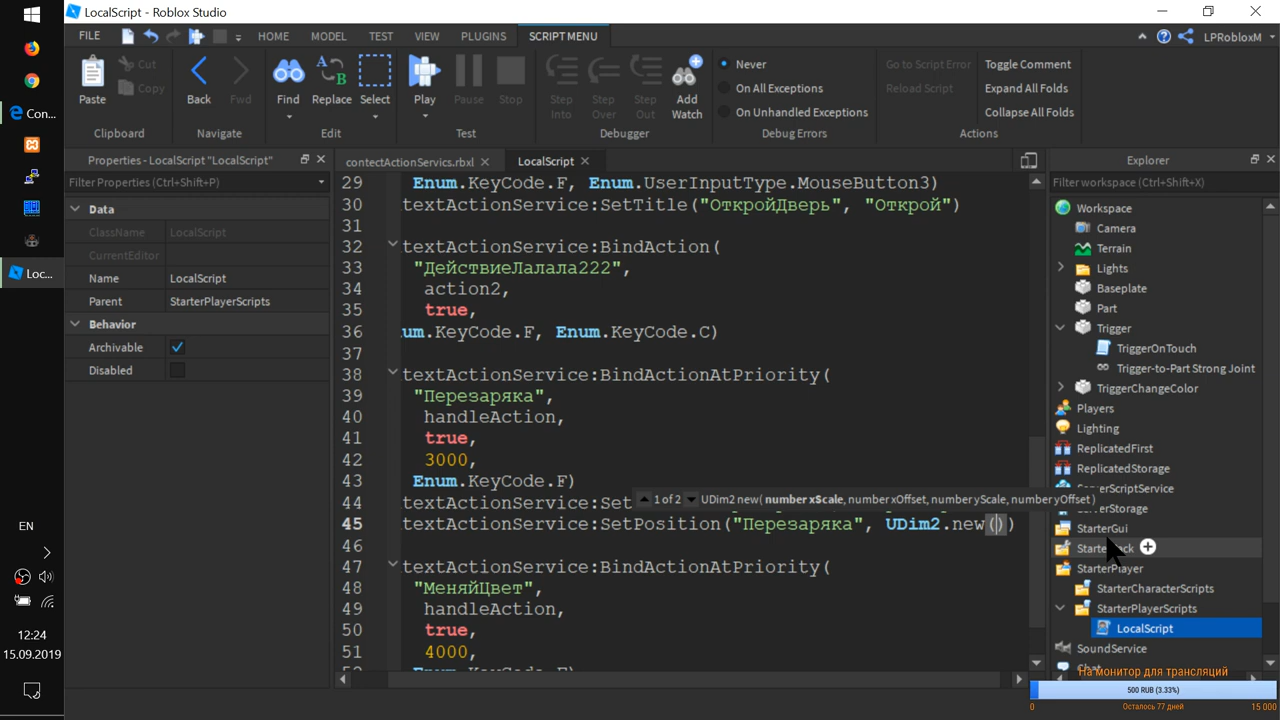 LocalScript - Roblox Studio
FILE
HOME
MODEL
TEST
VIEW
PLUGINS
SCRIPT MENU
LPRobloxM
Paste
Cut
Copy
Clipboard
Back
Fwd
Navigate
Find
Replace
Select
Edit
Play
Pause
Stop
Test
Step Into
Step Over
Step Out
Add Watch
Debugger
Never
On All Exceptions
On Unhandled Exceptions
Debug Errors
Go to Script Error
Reload Script
Toggle Comment
Expand All Folds
Collapse All Folds
Actions
Con...
Loc...
EN
12:24
15.09.2019
Properties - LocalScript "LocalScript"
Filter Properties (Ctrl+Shift+P)
Data
ClassName LocalScript
CurrentEditor
Name LocalScript
Parent StarterPlayerScripts
Behavior
Archivable
Disabled
contectActionServics.rbxl
LocalScript
29 Enum.KeyCode.F, Enum.UserInputType.MouseButton3)
30 textActionService:SetTitle("ОткройДверь", "Открой")
31
32 textActionService:BindAction(
33 "ДействиеЛалала222",
34 action2,
35 true,
36 um.KeyCode.F, Enum.KeyCode.C)
37
38 textActionService:BindActionAtPriority(
39 "Перезаряка",
40 handleAction,
41 true,
42 3000,
43 Enum.KeyCode.F)
1 of 2 UDim2 new( number xScale, number xOffset, number yScale, number yOffset )
44 textActionService:Set
45 textActionService:SetPosition("Перезаряка", UDim2.new())
46
47 textActionService:BindActionAtPriority(
48 "МеняйЦвет",
49 handleAction,
50 true,
51 4000,
Explorer
Filter workspace (Ctrl+Shift+X)
Workspace
Camera
Terrain
Lights
Baseplate
Part
Trigger
TriggerOnTouch
Trigger-to-Part Strong Joint
TriggerChangeColor
Players
Lighting
ReplicatedFirst
ReplicatedStorage
ServerScriptService
StarterGui
StarterPlayer
StarterCharacterScripts
StarterPlayerScripts
LocalScript
SoundService
Chat
На монитор для трансляций
500 RUB (3.33%)
0 Осталось 77 дней 15 000